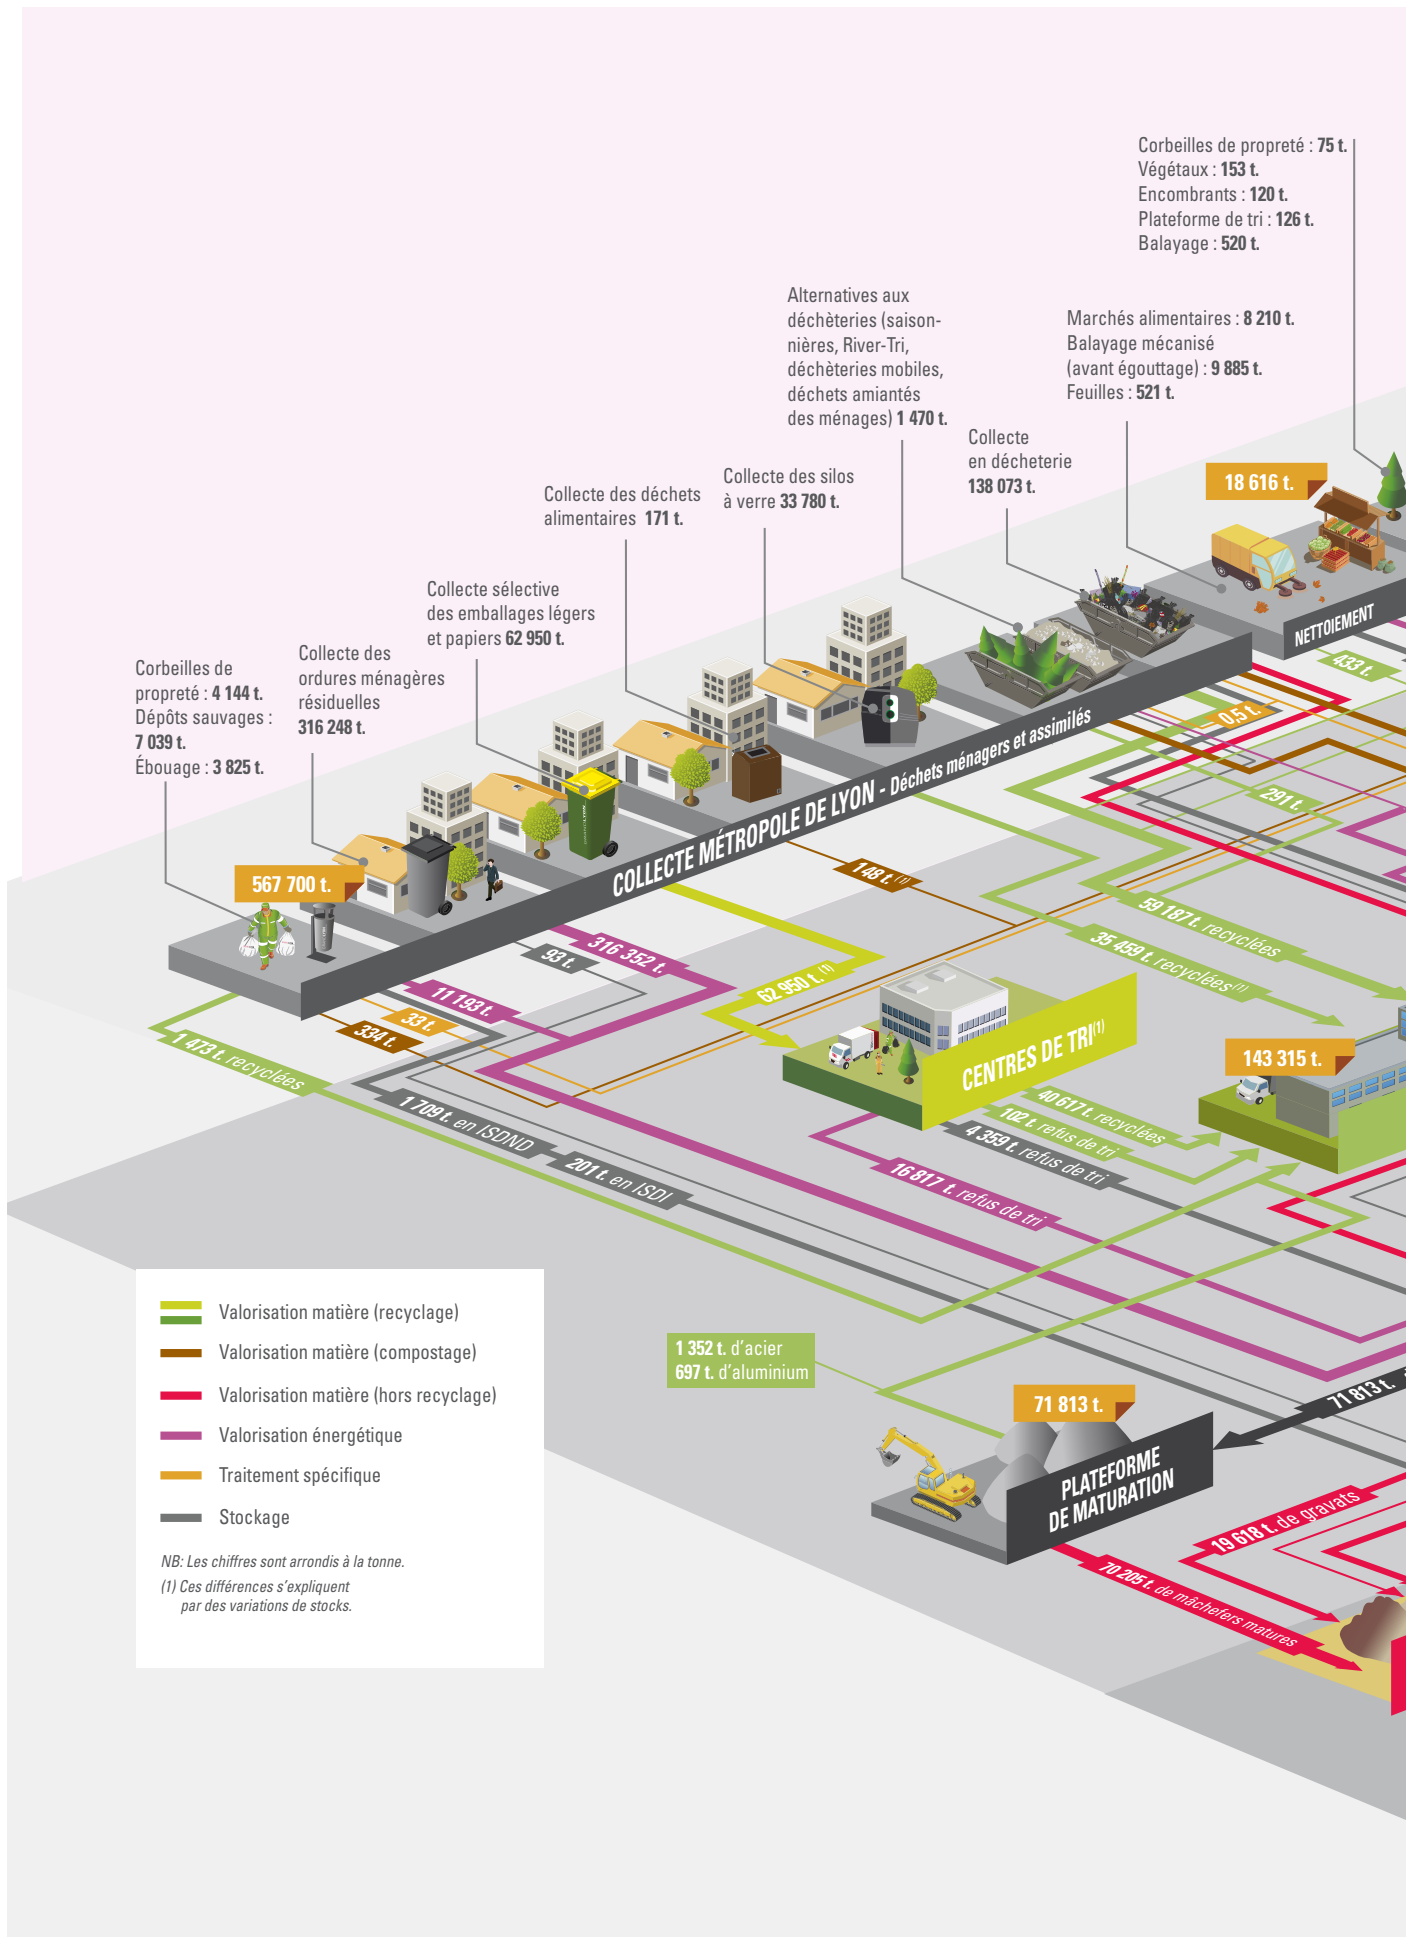 Corbeilles de propreté : 75 t.
Végétaux : 153 t.
Encombrants : 120 t.
Plateforme de tri : 126 t.
Balayage : 520 t.
Alternatives aux
déchèteries (saison-
nières, River-Tri,
déchèteries mobiles,
déchets amiantés
des ménages) 1 470 t.
Marchés alimentaires : 8 210 t.
Balayage mécanisé
(avant égouttage) : 9 885 t.
Feuilles : 521 t.
Collecte
en décheterie
138 073 t.
18 616 t.
Collecte des silos
à verre 33 780 t.
Collecte des déchets
alimentaires 171 t.
Collecte sélective
des emballages légers
et papiers 62 950 t.
Collecte des
ordures ménagères
résiduelles
316 248 t.
Corbeilles de
propreté : 4 144 t.
Dépôts sauvages :
7 039 t.
Ébouage : 3 825 t.
567 700 t.
NETTOIEMENT
COLLECTE MÉTROPOLE DE LYON - Déchets ménagers et assimilés
433 t.
0,5 t.
291 t.
148 t. (1)
59 187 t. recyclées
35 459 t. recyclées(1)
316 352 t.
93 t.
62 950 t. (1)
11 193 t.
33 t.
334 t.
1 473 t. recyclées
CENTRES DE TRI(1)
143 315 t.
40 617 t. recyclées
102 t. refus de tri
4 359 t. refus de tri
16 817 t. refus de tri
1 709 t. en ISDND
201 t. en ISDI
1 352 t. d'acier
697 t. d'aluminium
71 813 t.
71 813 t.
PLATEFORME
DE MATURATION
19 618 t. de gravats
70 205 t. de mâchefers matures
Valorisation matière (recyclage)
Valorisation matière (compostage)
Valorisation matière (hors recyclage)
Valorisation énergétique
Traitement spécifique
Stockage
NB: Les chiffres sont arrondis à la tonne.
(1) Ces différences s'expliquent
par des variations de stocks.